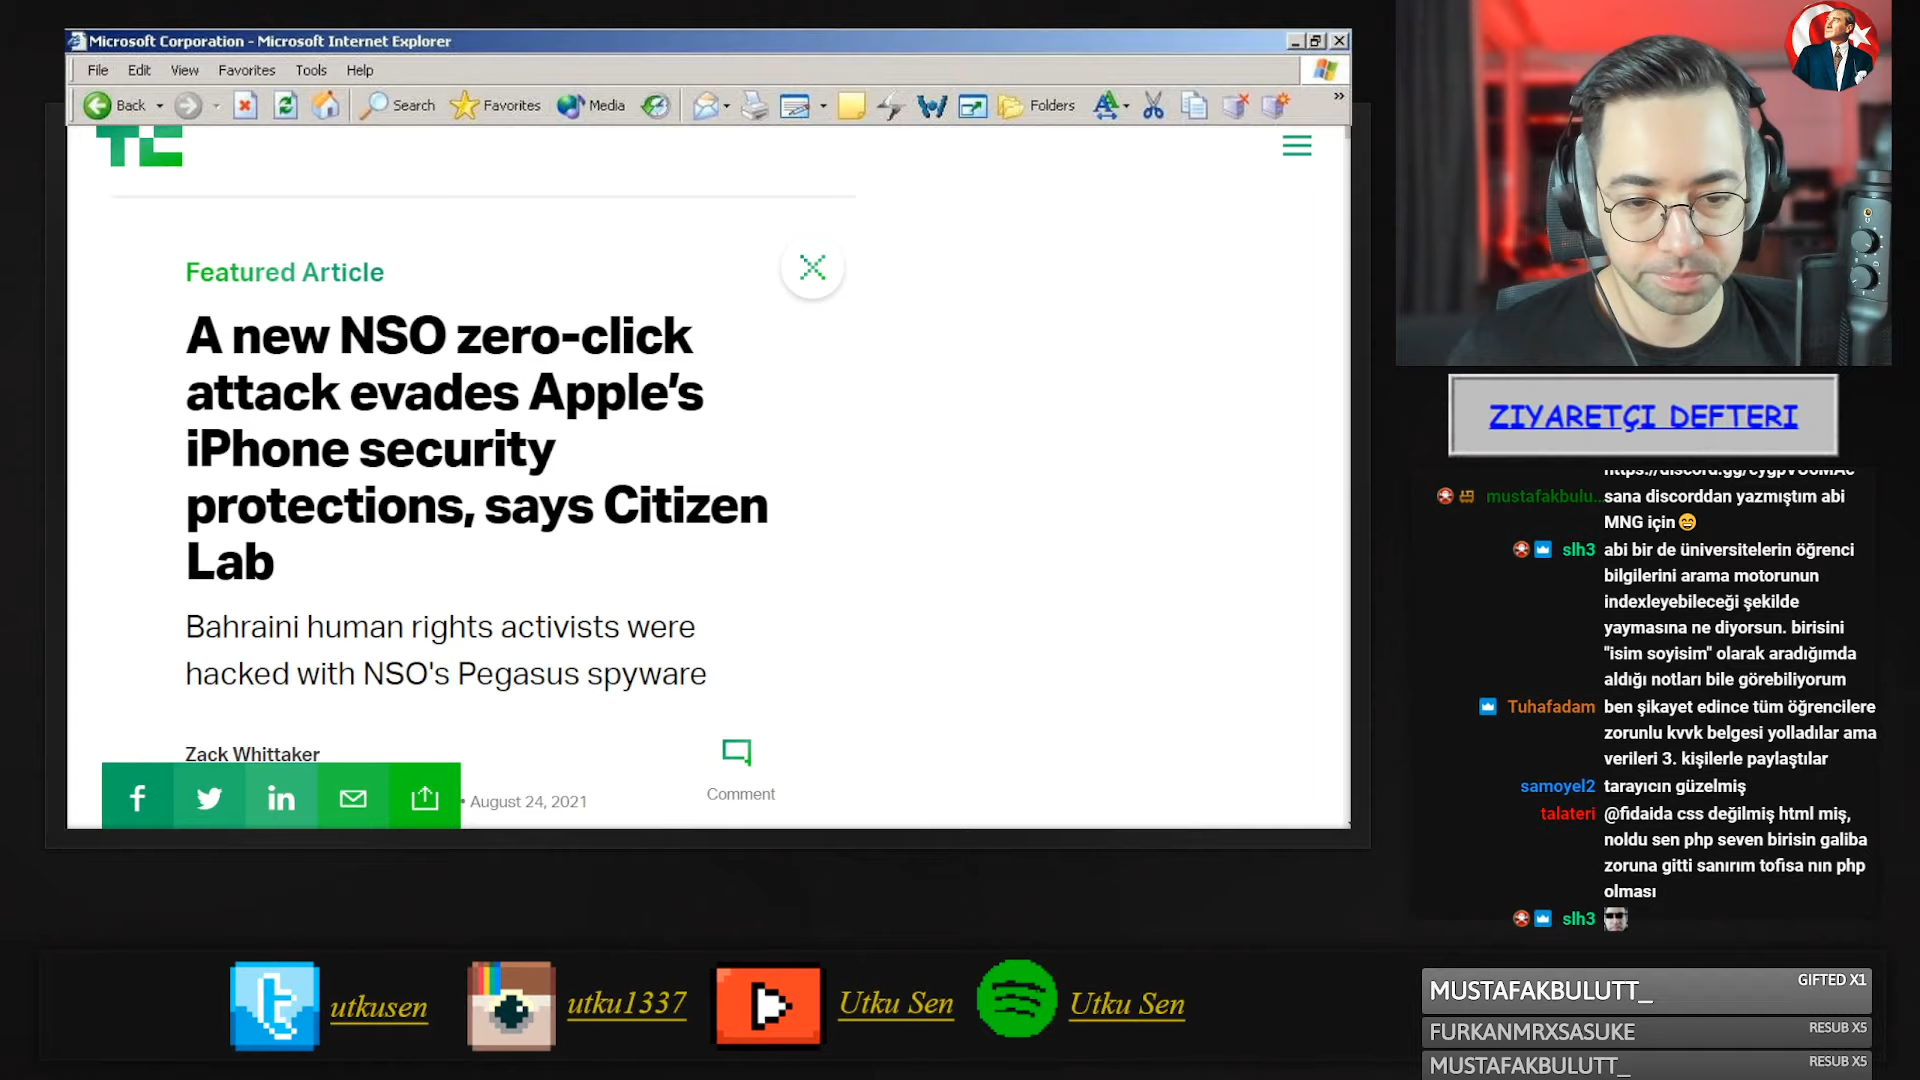 Microsoft Corporation - Microsoft Internet Explorer
File Edit View Favorites Tools Help
Back Search Favorites Media Folders »
Featured Article
A new NSO zero-click
attack evades Apple's
iPhone security
protections, says Citizen
Lab
Bahraini human rights activists were
hacked with NSO's Pegasus spyware
Zack Whittaker
• August 24, 2021
Comment
ZIYARETÇI DEFTERI
mustafakbulu... sana discorddan yazmıştım abi
MNG için😄
slh3 abi bir de üniversitelerin öğrenci
bilgilerini arama motorunun
indexleyebileceği şekilde
yaymasına ne diyorsun. birisini
"isim soyisim" olarak aradığımda
aldığı notları bile görebiliyorum
Tuhafadam ben şikayet edince tüm öğrencilere
zorunlu kvvk belgesi yolladılar ama
verileri 3. kişilerle paylaştılar
samoyel2 tarayıcın güzelmiş
talateri @fidaida css değilmiş html miş,
noldu sen php seven birisin galiba
zoruna gitti sanırım tofisa nın php
olması
slh3
utkusen
utku1337
Utku Sen
Utku Sen
MUSTAFAKBULUTT_ GIFTED X1
FURKANMRXSASUKE RESUB X5
MUSTAFAKBULUTT_ RESUB X5